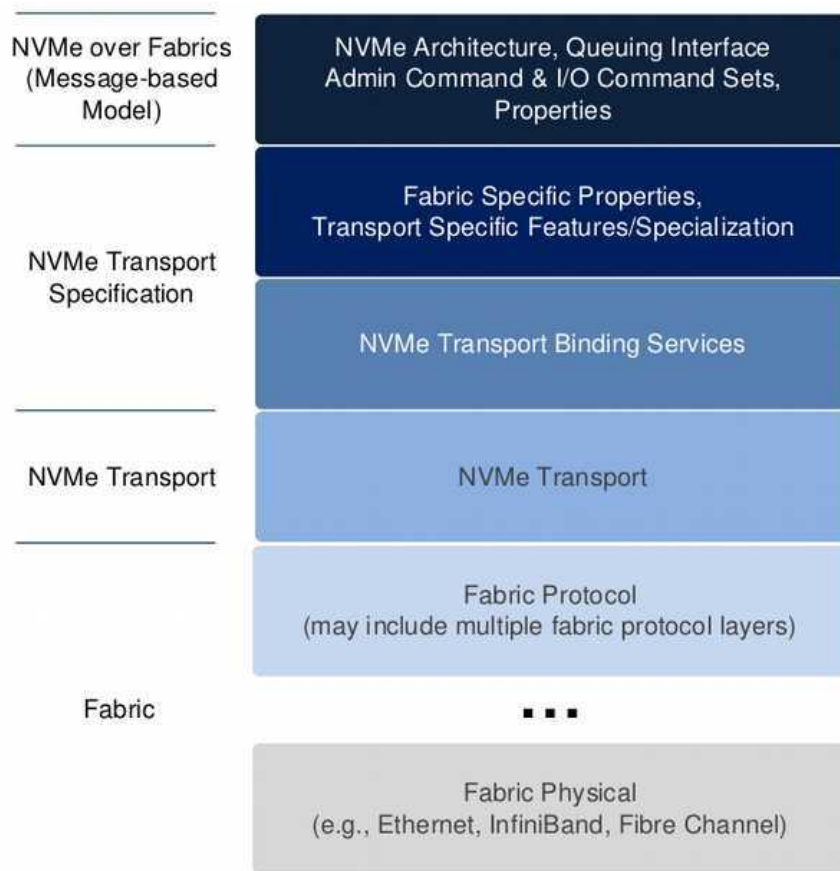 NVMe over Fabrics
(Message-based
Model)
NVMe Architecture, Queuing Interface
Admin Command & I/O Command Sets,
Properties
NVMe Transport
Specification
Fabric Specific Properties,
Transport Specific Features/Specialization
NVMe Transport Binding Services
NVMe Transport
NVMe Transport
Fabric
Fabric Protocol
(may include multiple fabric protocol layers)
...
Fabric Physical
(e.g., Ethernet, InfiniBand, Fibre Channel)